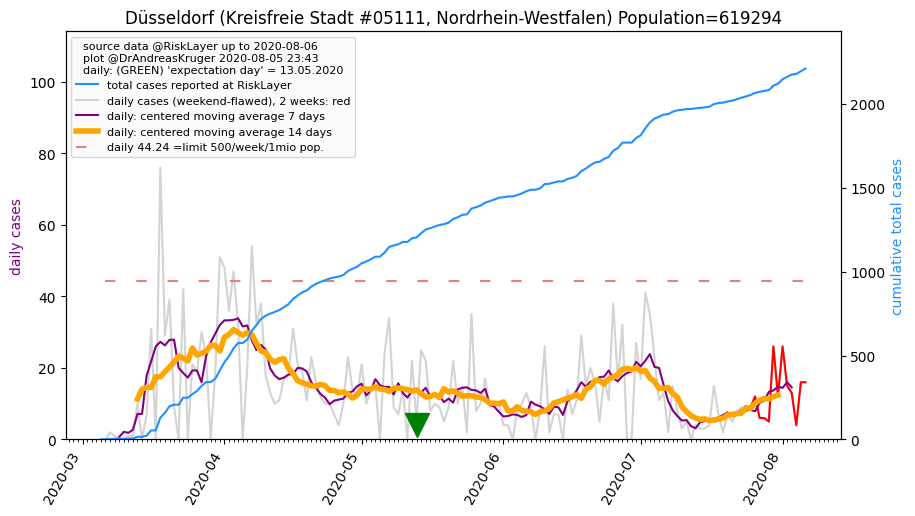 Düsseldorf (Kreisfreie Stadt #05111, Nordrhein-Westfalen) Population=619294
source data @RiskLayer up to 2020-08-06
plot @DrAndreasKruger 2020-08-05 23:43
daily: (GREEN) 'expectation day' = 13.05.2020
total cases reported at RiskLayer
daily cases (weekend-flawed), 2 weeks: red
daily: centered moving average 7 days
daily: centered moving average 14 days
daily 44.24 =limit 500/week/1mio pop.
daily cases
100
80
60
40
20
0
cumulative total cases
2000
1500
1000
500
0
2020-03
2020-04
2020-05
2020-06
2020-07
2020-08